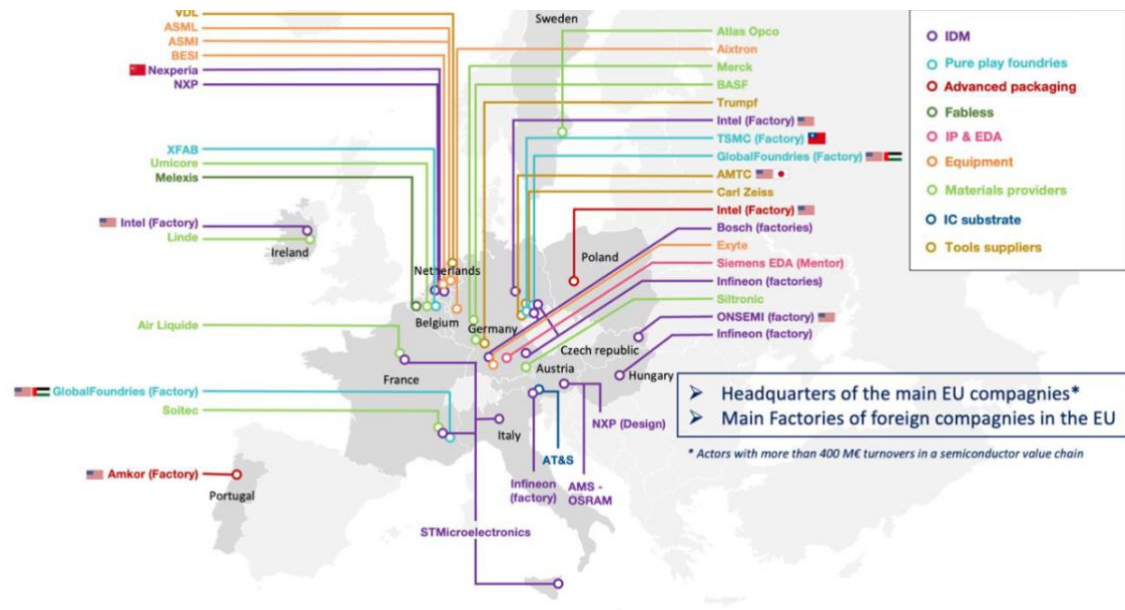 VDL
ASML
ASMI
BESI
Nexperia
NXP
XFAB
Umicore
Melexis
Intel (Factory)
Linde
Air Liquide
GlobalFoundries (Factory)
Soitec
Amkor (Factory)
Sweden
Ireland
Netherlands
Belgium
Germany
Poland
Czech republic
Austria
Hungary
France
Italy
Portugal
Atlas Opco
Aixtron
Merck
BASF
Trumpf
Intel (Factory)
TSMC (Factory)
GlobalFoundries (Factory)
AMTC
Carl Zeiss
Intel (Factory)
Bosch (factories)
Exyte
Siemens EDA (Mentor)
Infineon (factories)
Siltronic
ONSEMI (factory)
Infineon (factory)
NXP (Design)
AT&S
Infineon
(factory)
AMS -
OSRAM
STMicroelectronics
IDM
Pure play foundries
Advanced packaging
Fabless
IP & EDA
Equipment
Materials providers
IC substrate
Tools suppliers
➢ Headquarters of the main EU compagnies*
➢ Main Factories of foreign compagnies in the EU
* Actors with more than 400 M€ turnovers in a semiconductor value chain